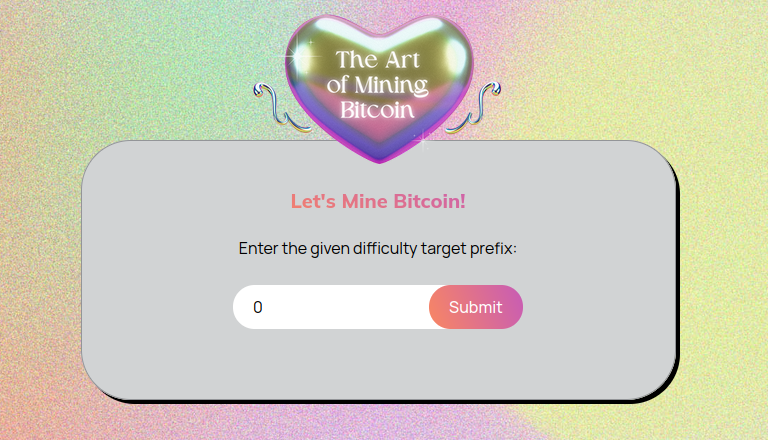 The Art
of Mining
Bitcoin
Let's Mine Bitcoin!
Enter the given difficulty target prefix:
0
Submit